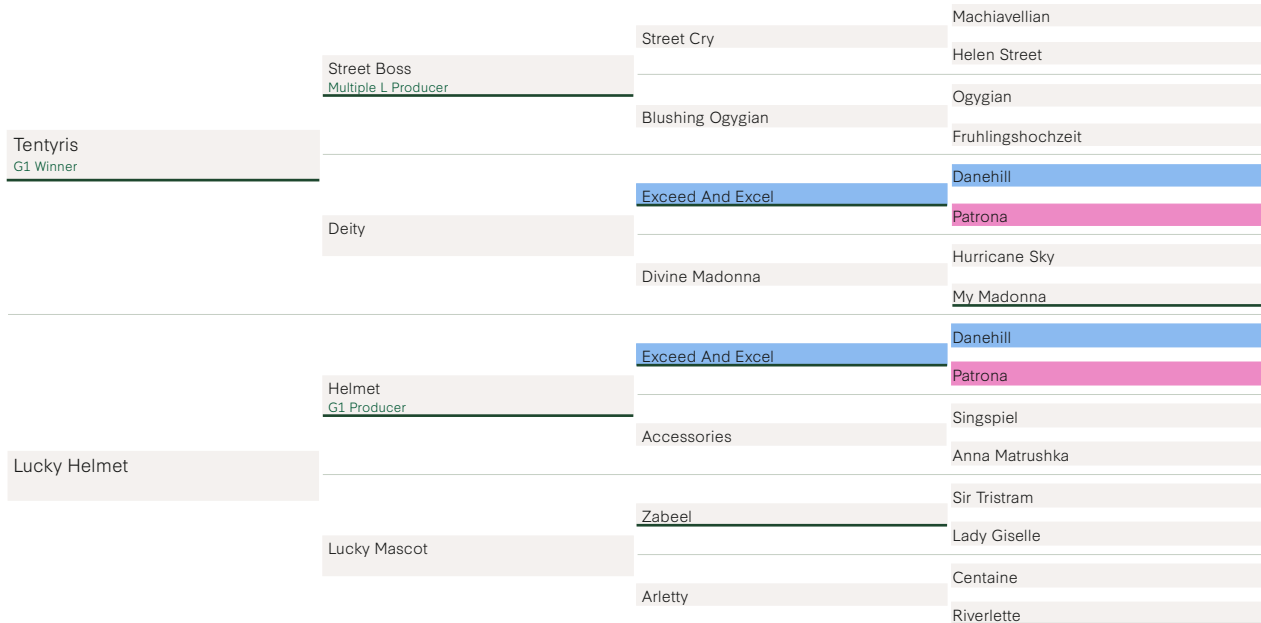 Tentyris
G1 Winner
Lucky Helmet
Street Boss
Multiple L Producer
Deity
Helmet
G1 Producer
Lucky Mascot
Street Cry
Blushing Ogygian
Exceed And Excel
Divine Madonna
Exceed And Excel
Accessories
Zabeel
Arletty
Machiavellian
Helen Street
Ogygian
Fruhlingshochzeit
Danehill
Patrona
Hurricane Sky
My Madonna
Danehill
Patrona
Singspiel
Anna Matrushka
Sir Tristram
Lady Giselle
Centaine
Riverlette